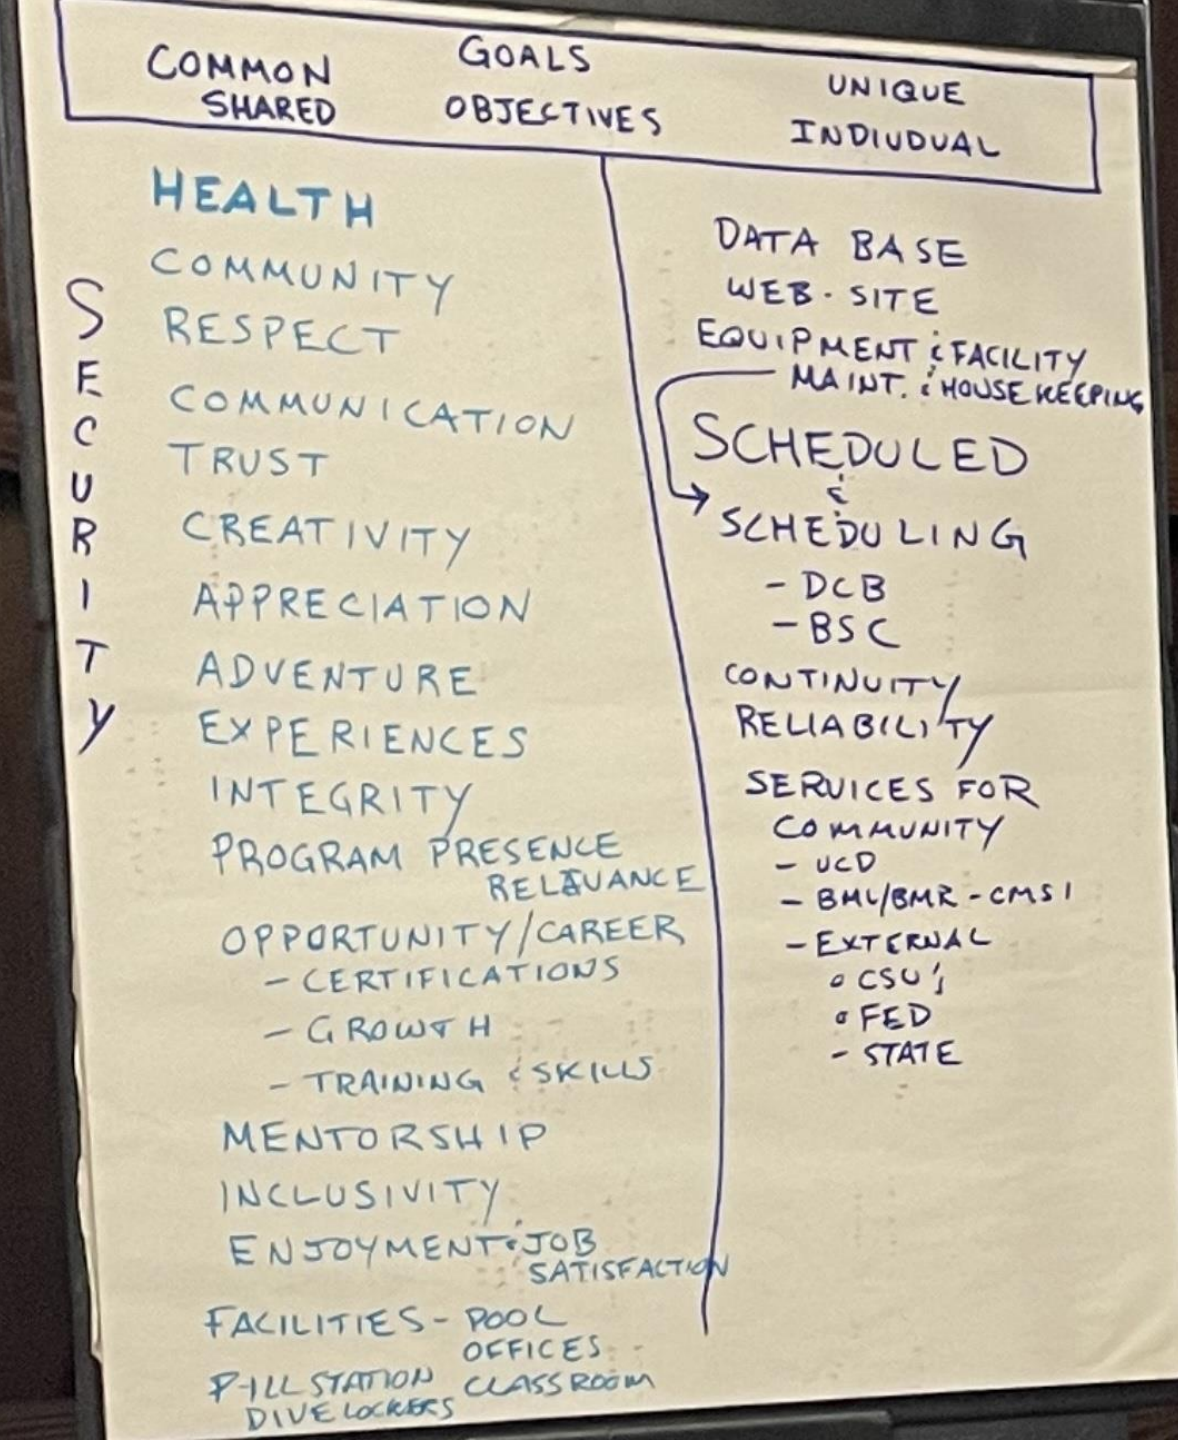 COMMON
SHARED
GOALS
OBJECTIVES
UNIQUE
INDIUDUAL
SECURITY
HEALTH
COMMUNITY
RESPECT
COMMUNICATION
TRUST
CREATIVITY
APPRECIATION
ADVENTURE
EXPERIENCES
INTEGRITY
PROGRAM PRESENCE
RELAVANCE
OPPORTUNITY/CAREER
- CERTIFICATIONS
- GROWTH
- TRAINING & SKILLS
MENTORSHIP
INCLUSIVITY
ENJOYMENT & JOB
SATISFACTION
FACILITIES - POOL
OFFICES
STATION CLASSROOM
DIVE LOCKERS
DATA BASE
WEB-SITE
EQUIPMENT & FACILITY
MAINT. & HOUSEKEEPING
SCHEDULED
&
SCHEDULING
- DCB
- BSC
CONTINUITY
RELIABILITY
SERVICES FOR
COMMUNITY
- UCD
- BML/BMR - CMSI
- EXTERNAL
o CSU's
o FED
- STATE